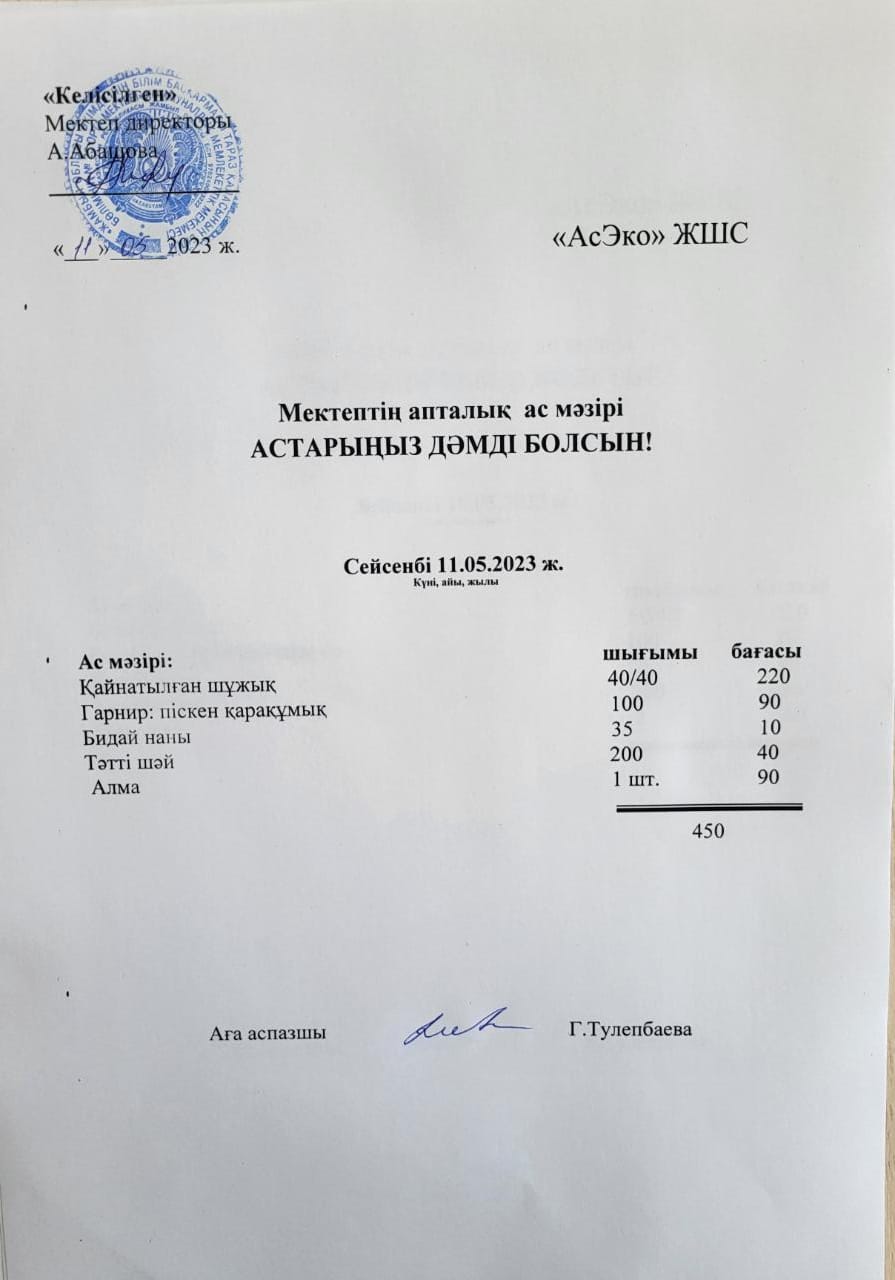 «Келісілген»
Мектеп директоры
А.Абашова
«11» 05 2023 ж.
«АсЭко» ЖШС
Мектептің апталық ас мәзірі
АСТАРЫҢЫЗ ДӘМДІ БОЛСЫН!
Сейсенбі 11.05.2023 ж.
Күні, айы, жылы
Ас мәзірі: шығымы бағасы
Қайнатылған шұжық 40/40 220
Гарнир: піскен қарақұмық 100 90
Бидай наны 35 10
Тәтті шәй 200 40
Алма 1 шт. 90
450
Аға аспазшы Г.Тулепбаева